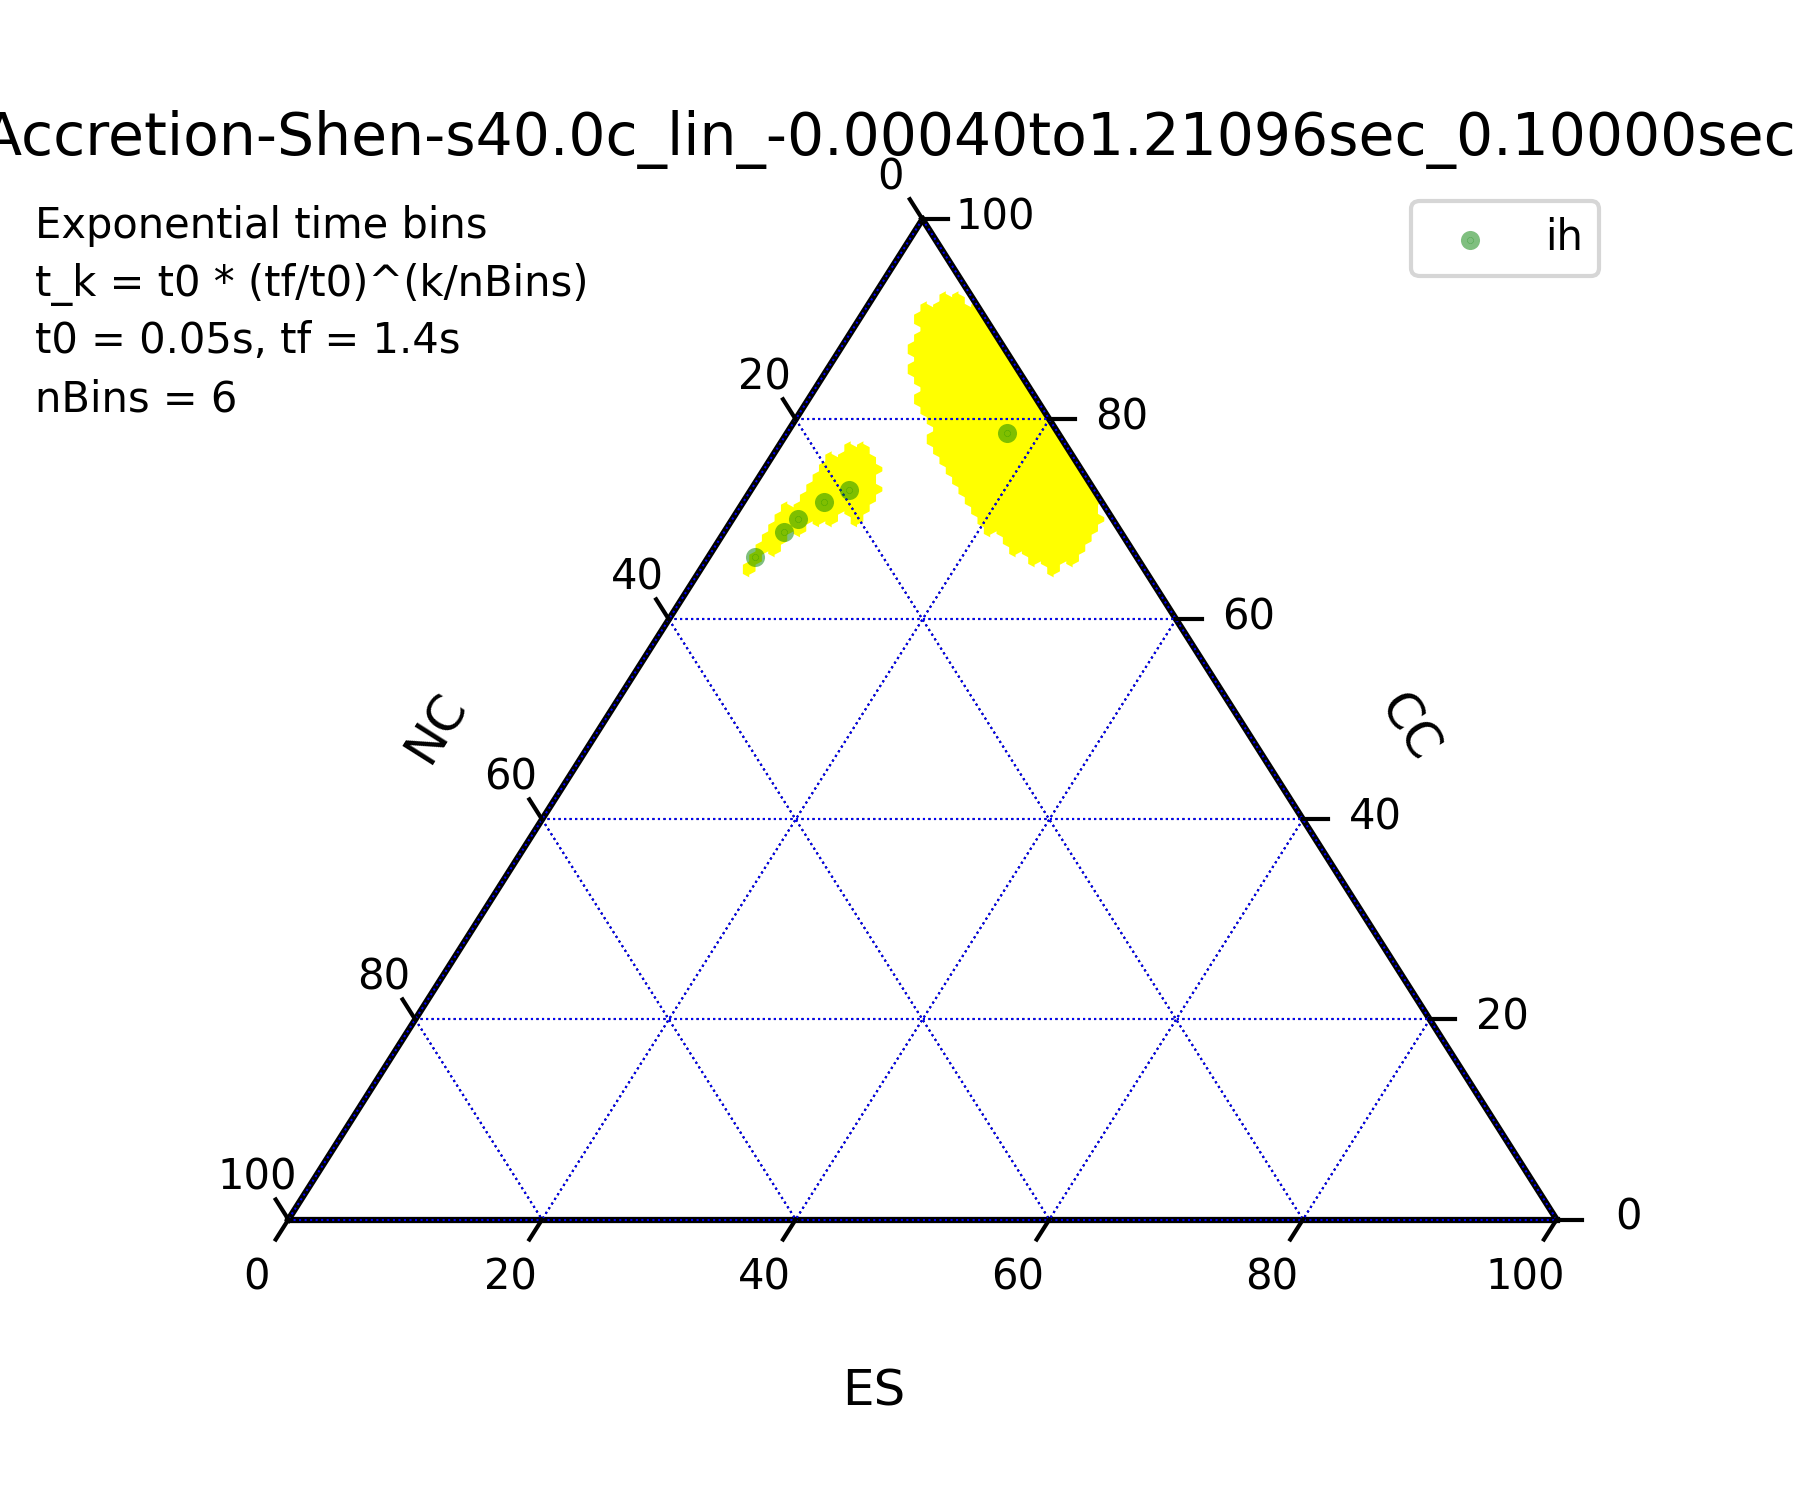 Accretion-Shen-s40.0c_lin_-0.00040to1.21096sec_0.10000sec
Exponential time bins
t_k = t0 * (tf/t0)^(k/nBins)
t0 = 0.05s, tf = 1.4s
nBins = 6
ih
0
100
20
80
40
60
NC
CC
60
40
80
20
100
0
0
20
40
60
80
100
ES